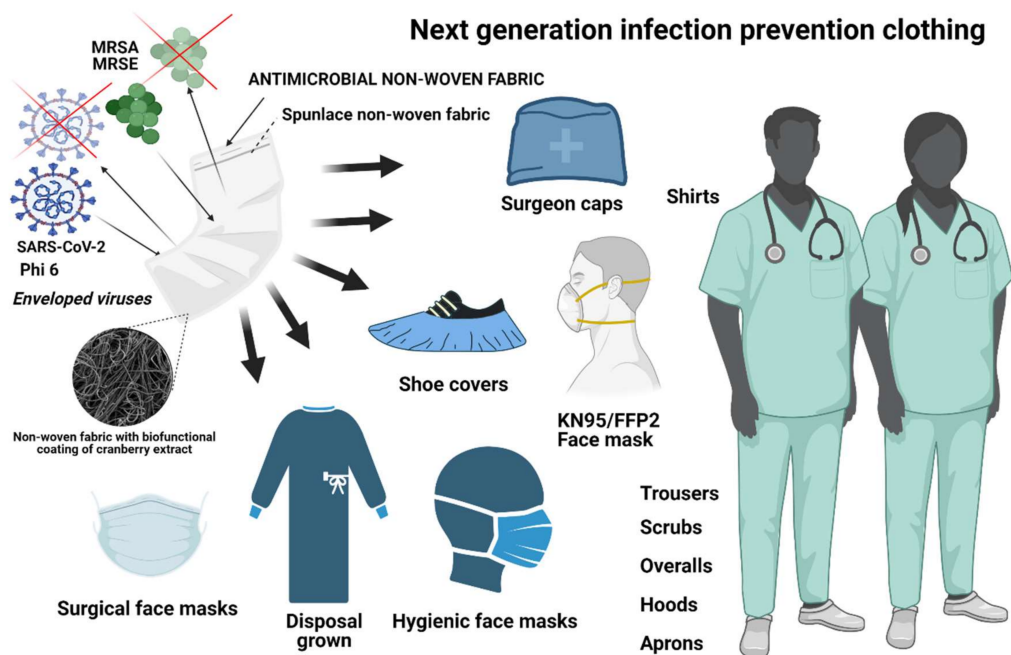 Next generation infection prevention clothing
MRSA
MRSE
ANTIMICROBIAL NON-WOVEN FABRIC
Spunlace non-woven fabric
SARS-CoV-2
Phi 6
Enveloped viruses
Surgeon caps
Shirts
Shoe covers
KN95/FFP2
Face mask
Non-woven fabric with biofunctional
coating of cranberry extract
Surgical face masks
Disposal
grown
Hygienic face masks
Trousers
Scrubs
Overalls
Hoods
Aprons